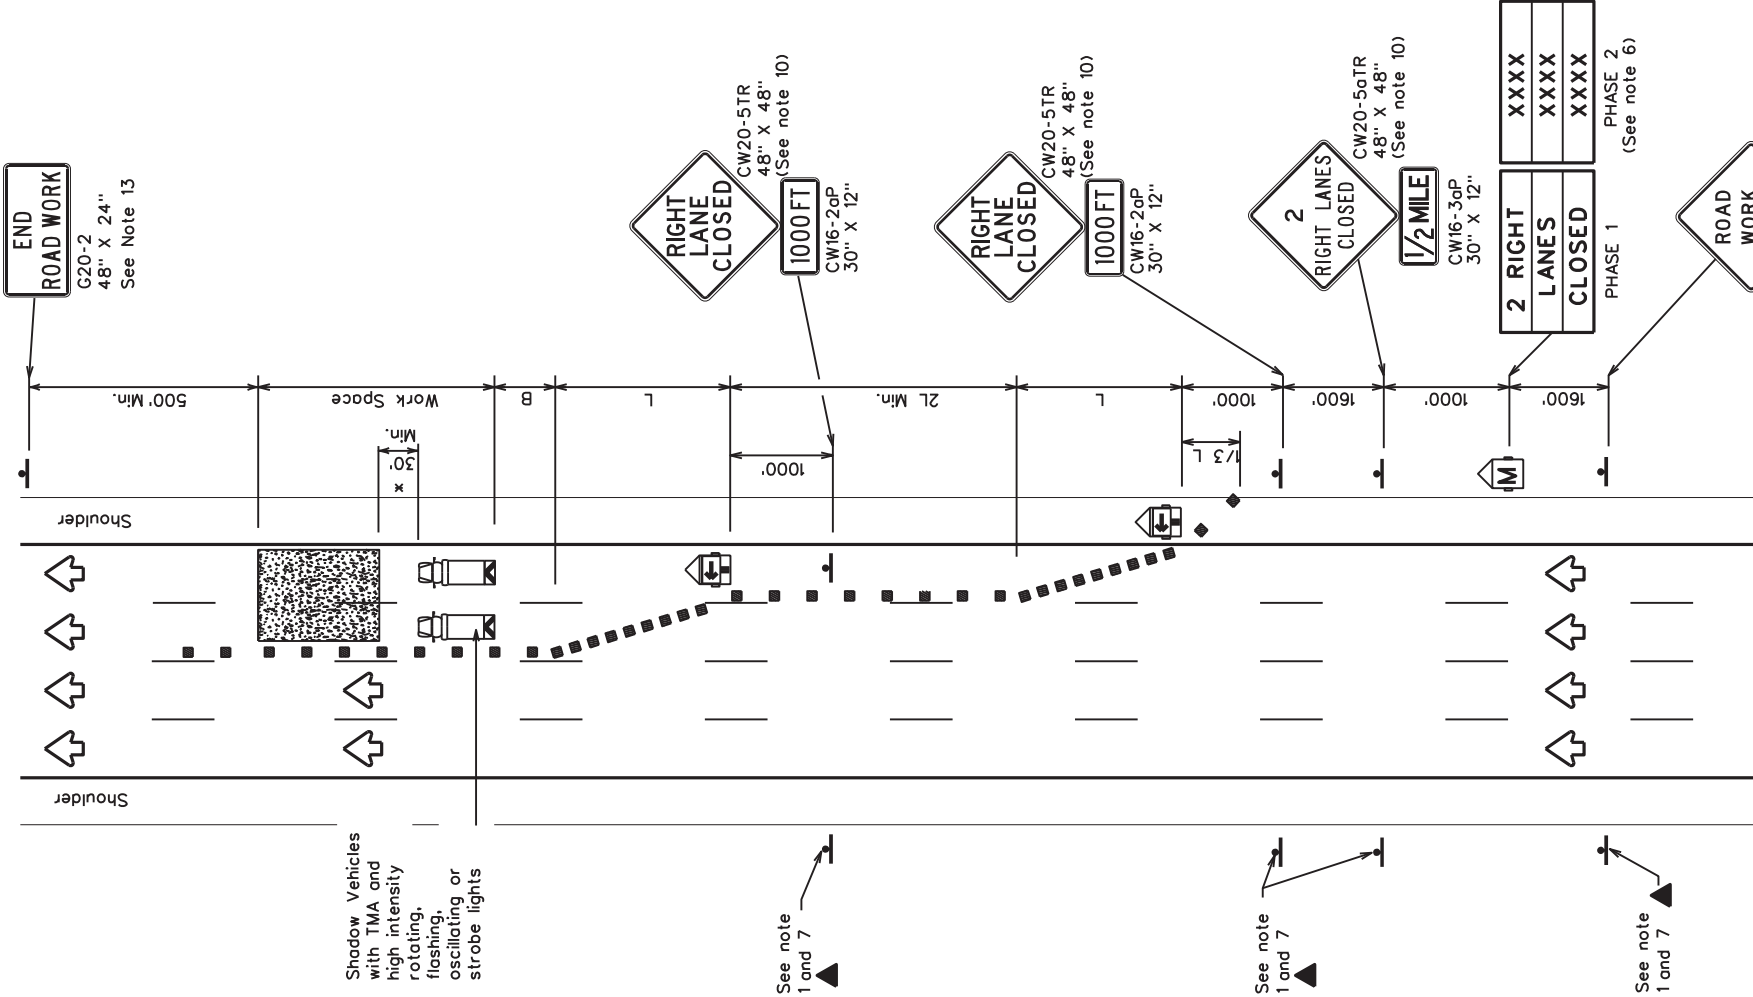 END
ROAD WORK
G20-2
48" X 24"
See Note 13
RIGHT
LANE
CLOSED
CW20-5TR
48" X 48"
(See note 10)
1000 FT
CW16-2aP
30" X 12"
RIGHT
LANE
CLOSED
CW20-5TR
48" X 48"
(See note 10)
1000 FT
CW16-2aP
30" X 12"
2
RIGHT LANES
CLOSED
CW20-5aTR
48" X 48"
(See note 10)
1/2 MILE
CW16-3aP
30" X 12"
2 RIGHT
LANES
CLOSED
PHASE 1
XXXX
XXXX
XXXX
PHASE 2
(See note 6)
ROAD
WORK
500' Min.
Work Space
B
L
2L Min.
L
1000'
1600'
1000'
1600'
30'
Min.
*
1000'
1/3 L
M
Shoulder
Shoulder
Shadow Vehicles
with TMA and
high intensity
rotating,
flashing,
oscillating or
strobe lights
See note
1 and 7
See note
1 and 7
See note
1 and 7